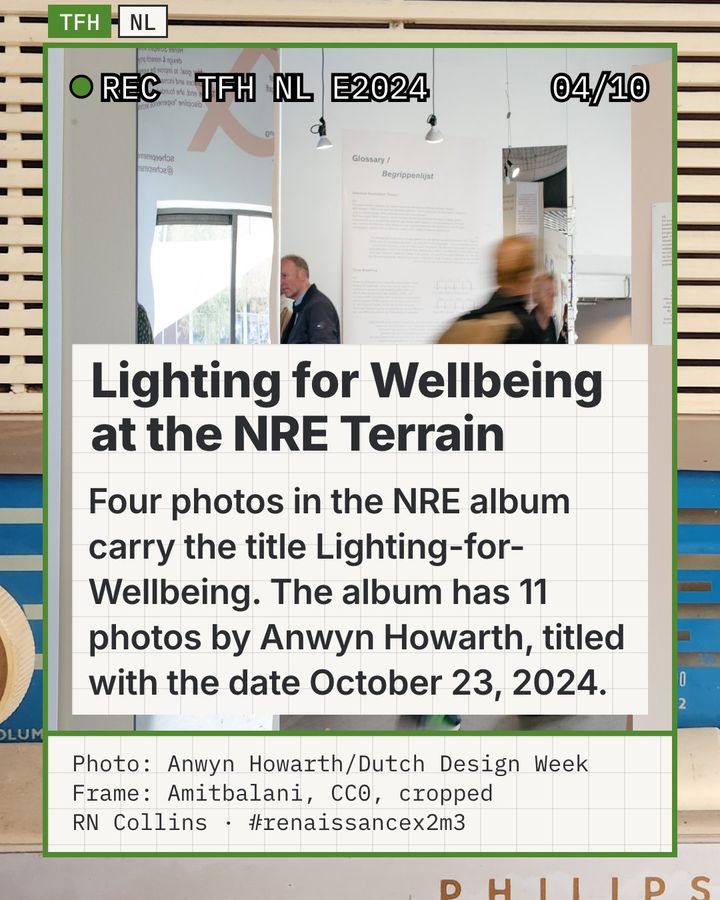 TFH NL
REC TFH NL E2024 04/10
Glossary /
Begrippenlijst
Lighting for Wellbeing
at the NRE Terrain
Four photos in the NRE album
carry the title Lighting-for-
Wellbeing. The album has 11
photos by Anwyn Howarth, titled
with the date October 23, 2024.
Photo: Anwyn Howarth/Dutch Design Week
Frame: Amitbalani, CC0, cropped
RN Collins · #renaissancex2m3
PHILIPS